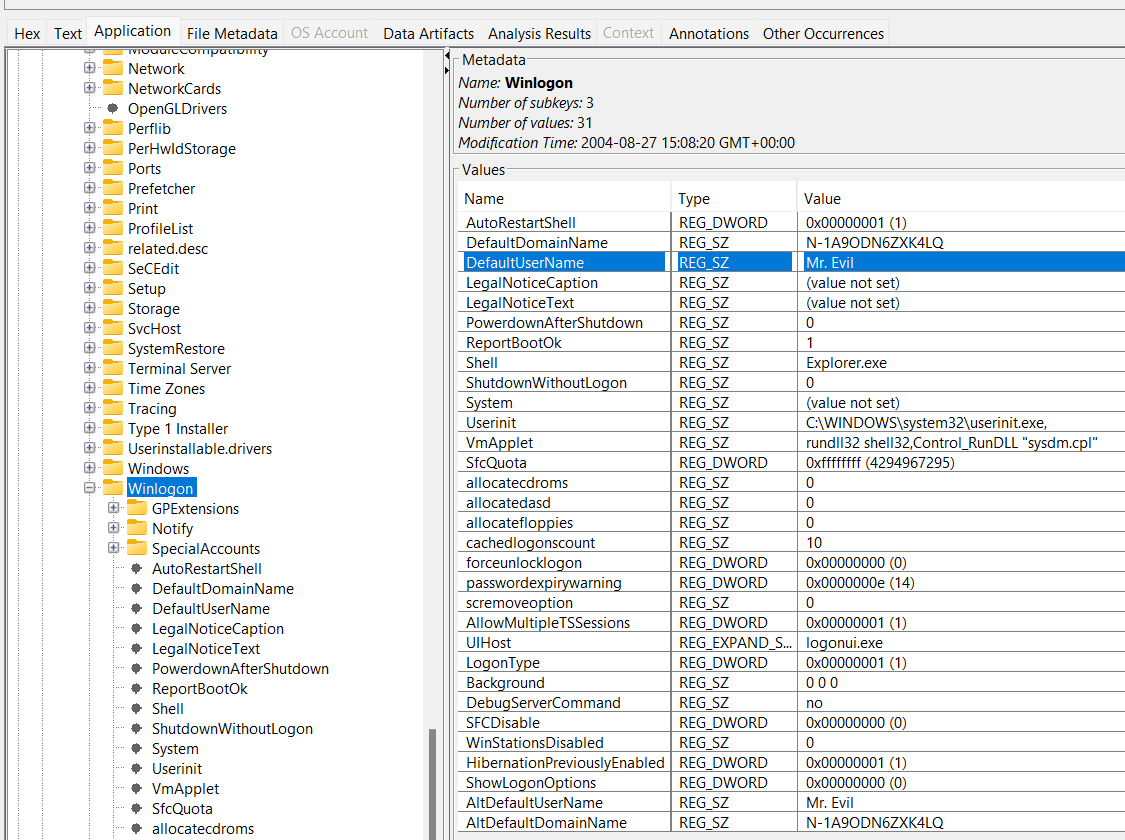 Hex Text Application File Metadata OS Account Data Artifacts Analysis Results Context Annotations Other Occurrences
ModuleCompatibility
Network
NetworkCards
OpenGLDrivers
Perflib
PerHwIdStorage
Ports
Prefetcher
Print
ProfileList
related.desc
SeCEdit
Setup
Storage
SvcHost
SystemRestore
Terminal Server
Time Zones
Tracing
Type 1 Installer
Userinstallable.drivers
Windows
Winlogon
GPExtensions
Notify
SpecialAccounts
AutoRestartShell
DefaultDomainName
DefaultUserName
LegalNoticeCaption
LegalNoticeText
PowerdownAfterShutdown
ReportBootOk
Shell
ShutdownWithoutLogon
System
Userinit
VmApplet
SfcQuota
allocatecdroms
Metadata
Name: Winlogon
Number of subkeys: 3
Number of values: 31
Modification Time: 2004-08-27 15:08:20 GMT+00:00
Values
Name Type Value
AutoRestartShell REG_DWORD 0x00000001 (1)
DefaultDomainName REG_SZ N-1A9ODN6ZXK4LQ
DefaultUserName REG_SZ Mr. Evil
LegalNoticeCaption REG_SZ (value not set)
LegalNoticeText REG_SZ (value not set)
PowerdownAfterShutdown REG_SZ 0
ReportBootOk REG_SZ 1
Shell REG_SZ Explorer.exe
ShutdownWithoutLogon REG_SZ 0
System REG_SZ (value not set)
Userinit REG_SZ C:\WINDOWS\system32\userinit.exe,
VmApplet REG_SZ rundll32 shell32,Control_RunDLL "sysdm.cpl"
SfcQuota REG_DWORD 0xffffffff (4294967295)
allocatecdroms REG_SZ 0
allocatedasd REG_SZ 0
allocatefloppies REG_SZ 0
cachedlogonscount REG_SZ 10
forceunlocklogon REG_DWORD 0x00000000 (0)
passwordexpirywarning REG_DWORD 0x0000000e (14)
scremoveoption REG_SZ 0
AllowMultipleTSSessions REG_DWORD 0x00000001 (1)
UIHost REG_EXPAND_S... logonui.exe
LogonType REG_DWORD 0x00000001 (1)
Background REG_SZ 0 0 0
DebugServerCommand REG_SZ no
SFCDisable REG_DWORD 0x00000000 (0)
WinStationsDisabled REG_SZ 0
HibernationPreviouslyEnabled REG_DWORD 0x00000001 (1)
ShowLogonOptions REG_DWORD 0x00000000 (0)
AltDefaultUserName REG_SZ Mr. Evil
AltDefaultDomainName REG_SZ N-1A9ODN6ZXK4LQ